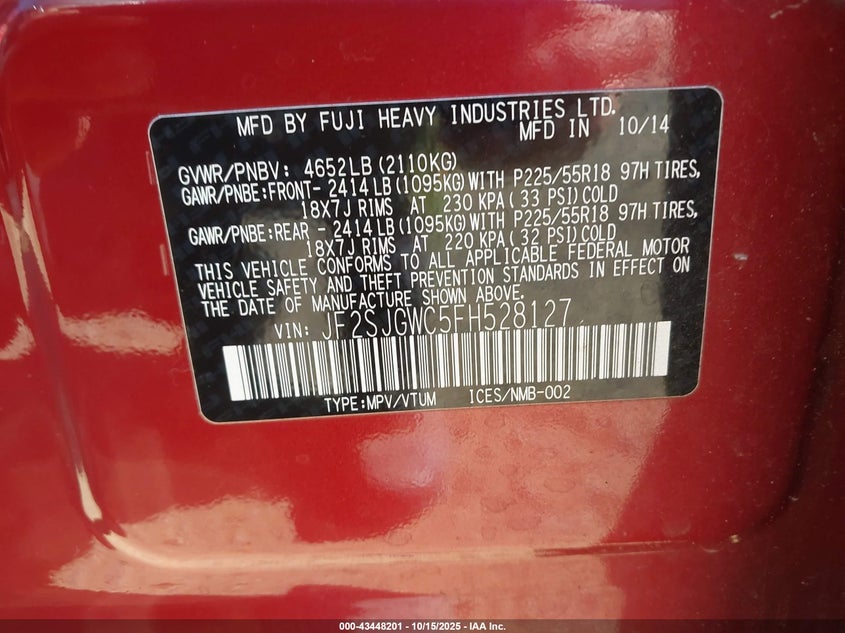 MFD BY FUJI HEAVY INDUSTRIES LTD.
MFD IN 10/14
GVWR/PNBV: 4652LB(2110KG)
GAWR/PNBE:FRONT- 2414LB(1095KG)WITH P225/55R18 97H TIRES,
18X7J RIMS AT 230 KPA( 33 PSI)COLD
GAWR/PNBE:REAR - 2414LB(1095KG)WITH P225/55R18 97H TIRES,
18X7J RIMS AT 220 KPA( 32 PSI)COLD
THIS VEHICLE CONFORMS TO ALL APPLICABLE FEDERAL MOTOR
VEHICLE SAFETY AND THEFT PREVENTION STANDARDS IN EFFECT ON
THE DATE OF MANUFACTURE SHOWN ABOVE.
VIN: JF2SJGWC5FH528127
TYPE:MPV/VTUM ICES/NMB-002
000-43448201 - 10/15/2025 - IAA Inc.